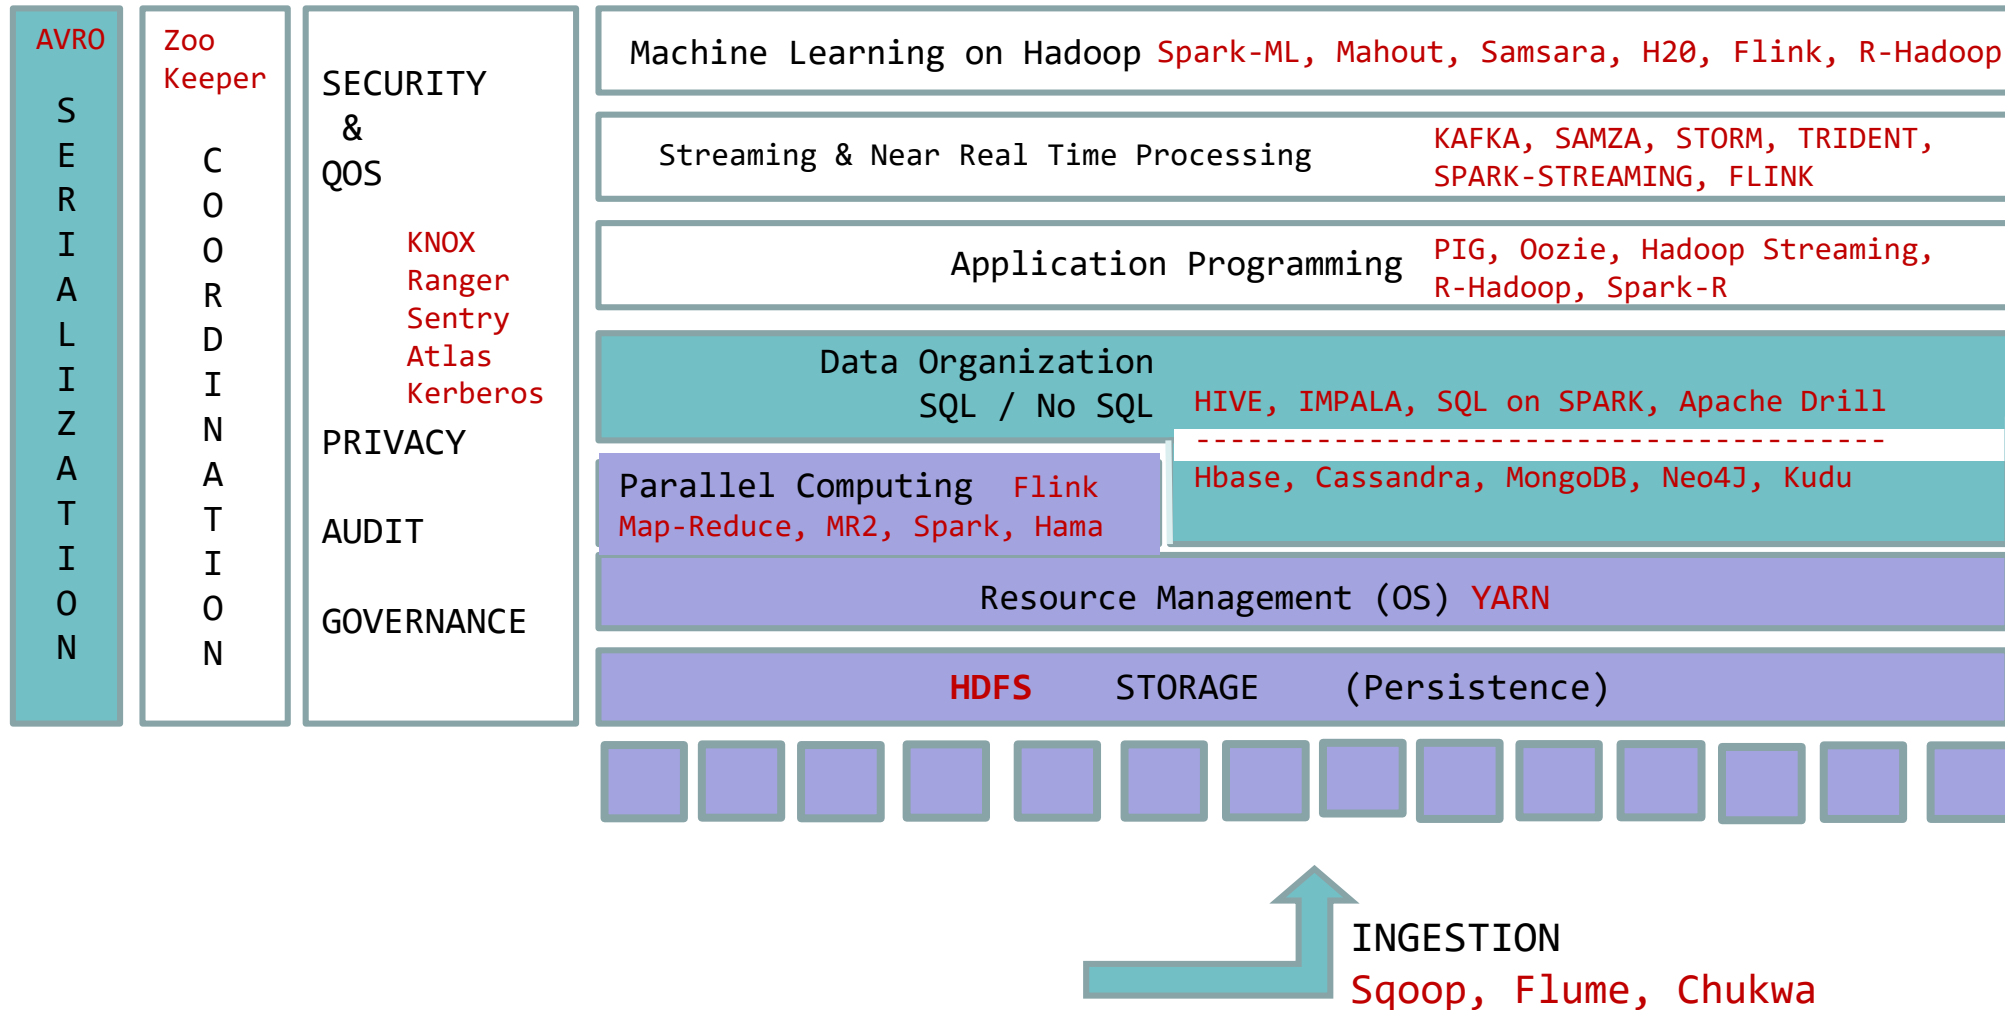 AVRO
SERIALIZATION
Zoo
Keeper
COORDINATION
SECURITY
&
QOS
KNOX
Ranger
Sentry
Atlas
Kerberos
PRIVACY
AUDIT
GOVERNANCE
Machine Learning on Hadoop Spark-ML, Mahout, Samsara, H20, Flink, R-Hadoop
Streaming & Near Real Time Processing
KAFKA, SAMZA, STORM, TRIDENT,
SPARK-STREAMING, FLINK
Application Programming
PIG, Oozie, Hadoop Streaming,
R-Hadoop, Spark-R
Data Organization
SQL / No SQL
HIVE, IMPALA, SQL on SPARK, Apache Drill
----------------------------------------
Hbase, Cassandra, MongoDB, Neo4J, Kudu
Parallel Computing Flink
Map-Reduce, MR2, Spark, Hama
Resource Management (OS) YARN
HDFS STORAGE (Persistence)
INGESTION
Sqoop, Flume, Chukwa